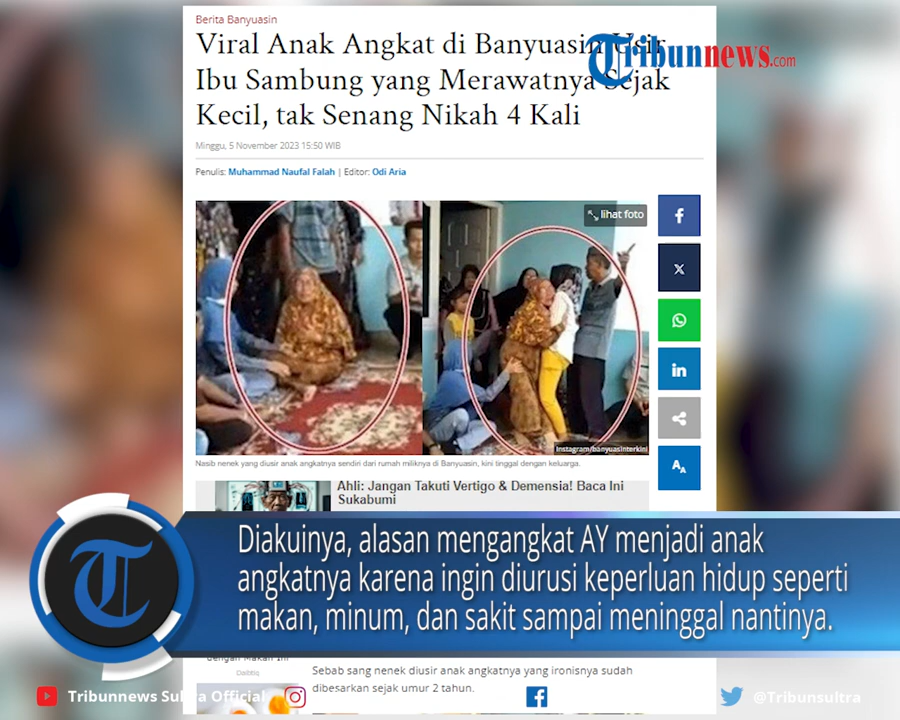 Berita Banyuasin
Viral Anak Angkat di Banyuasin Usir
Ibu Sambung yang Merawatnya Sejak
Kecil, tak Senang Nikah 4 Kali
Tribunnews.com
Minggu, 5 November 2023 15:50 WIB
Penulis: Muhammad Naufal Falah | Editor: Odi Aria
lihat foto
Instagram/banyuasinterkini
Nasib nenek yang diusir anak angkatnya sendiri dari rumah miliknya di Banyuasin, kini tinggal dengan keluarga.
Ahli: Jangan Takuti Vertigo & Demensia! Baca Ini
Sukabumi
Diakuinya, alasan mengangkat AY menjadi anak
angkatnya karena ingin diurusi keperluan hidup seperti
makan, minum, dan sakit sampai meninggal nantinya.
dengan Makan Ini
Sebab sang nenek diusir anak angkatnya yang ironisnya sudah
dibesarkan sejak umur 2 tahun.
Tribunnews Sultra Official
@Tribunsultra